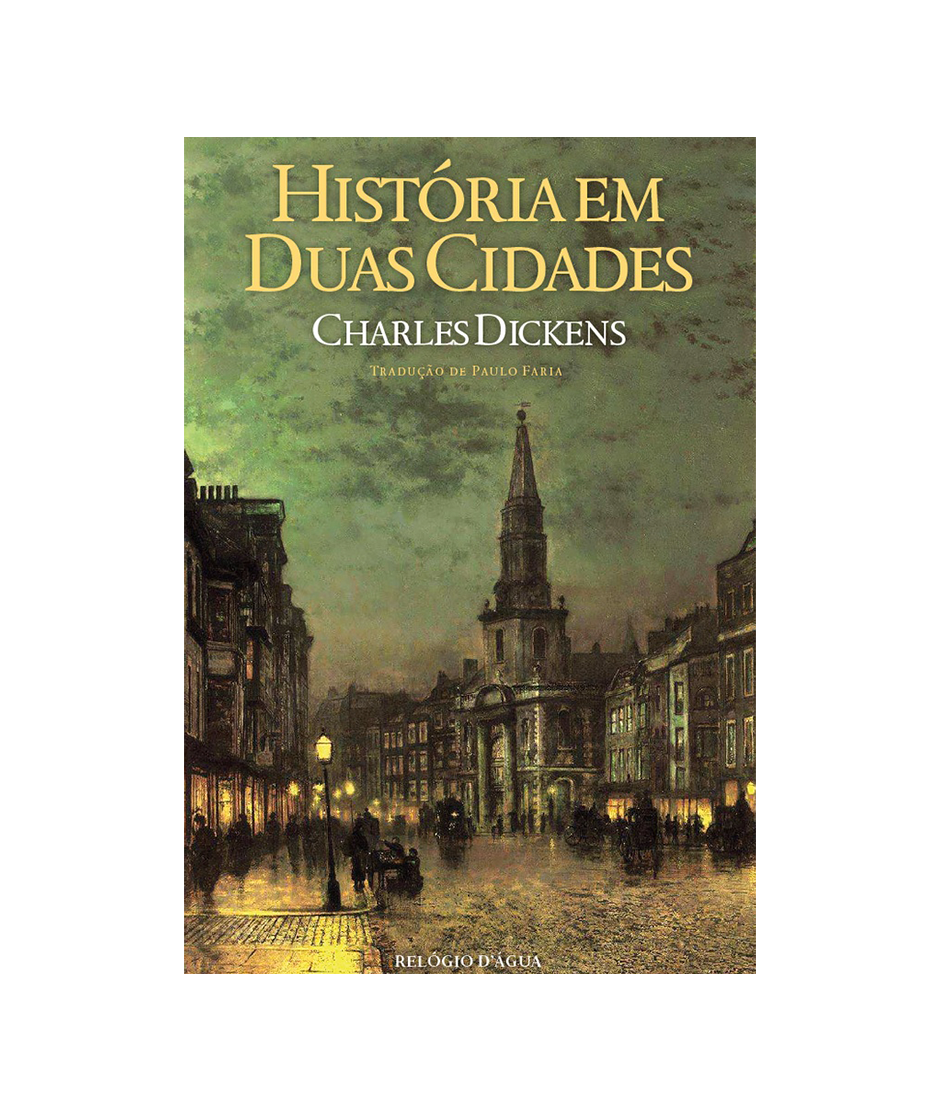 HISTÓRIA EM
DUAS CIDADES
CHARLES DICKENS
TRADUÇÃO DE PAULO FARIA
RELÓGIO D'ÁGUA